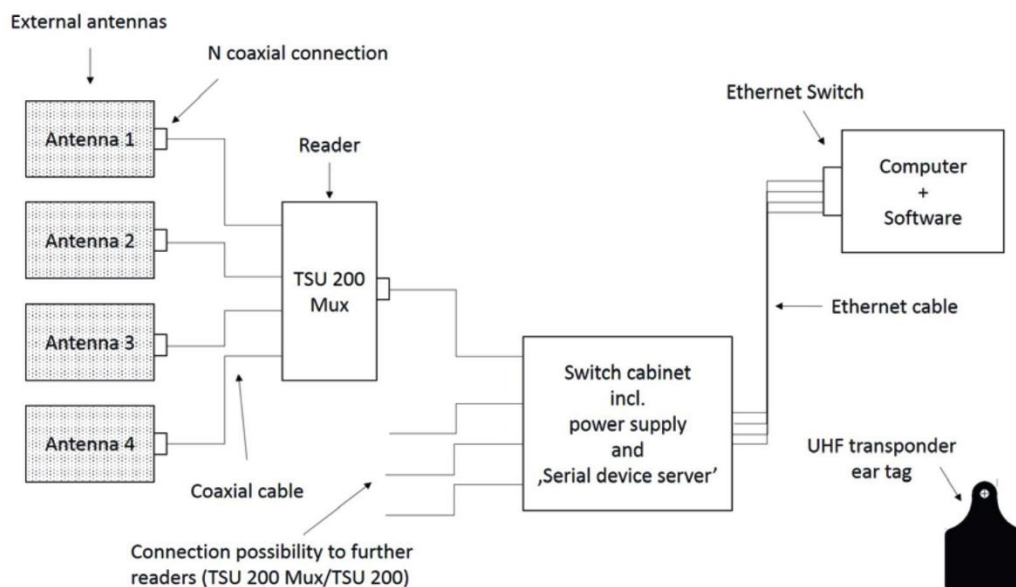 External antennas
N coaxial connection
Ethernet Switch
Antenna 1
Reader
Computer
+
Software
Antenna 2
TSU 200
Mux
Ethernet cable
Antenna 3
Switch cabinet
incl.
power supply
and
‚Serial device server’
Antenna 4
UHF transponder
ear tag
Coaxial cable
Connection possibility to further
readers (TSU 200 Mux/TSU 200)